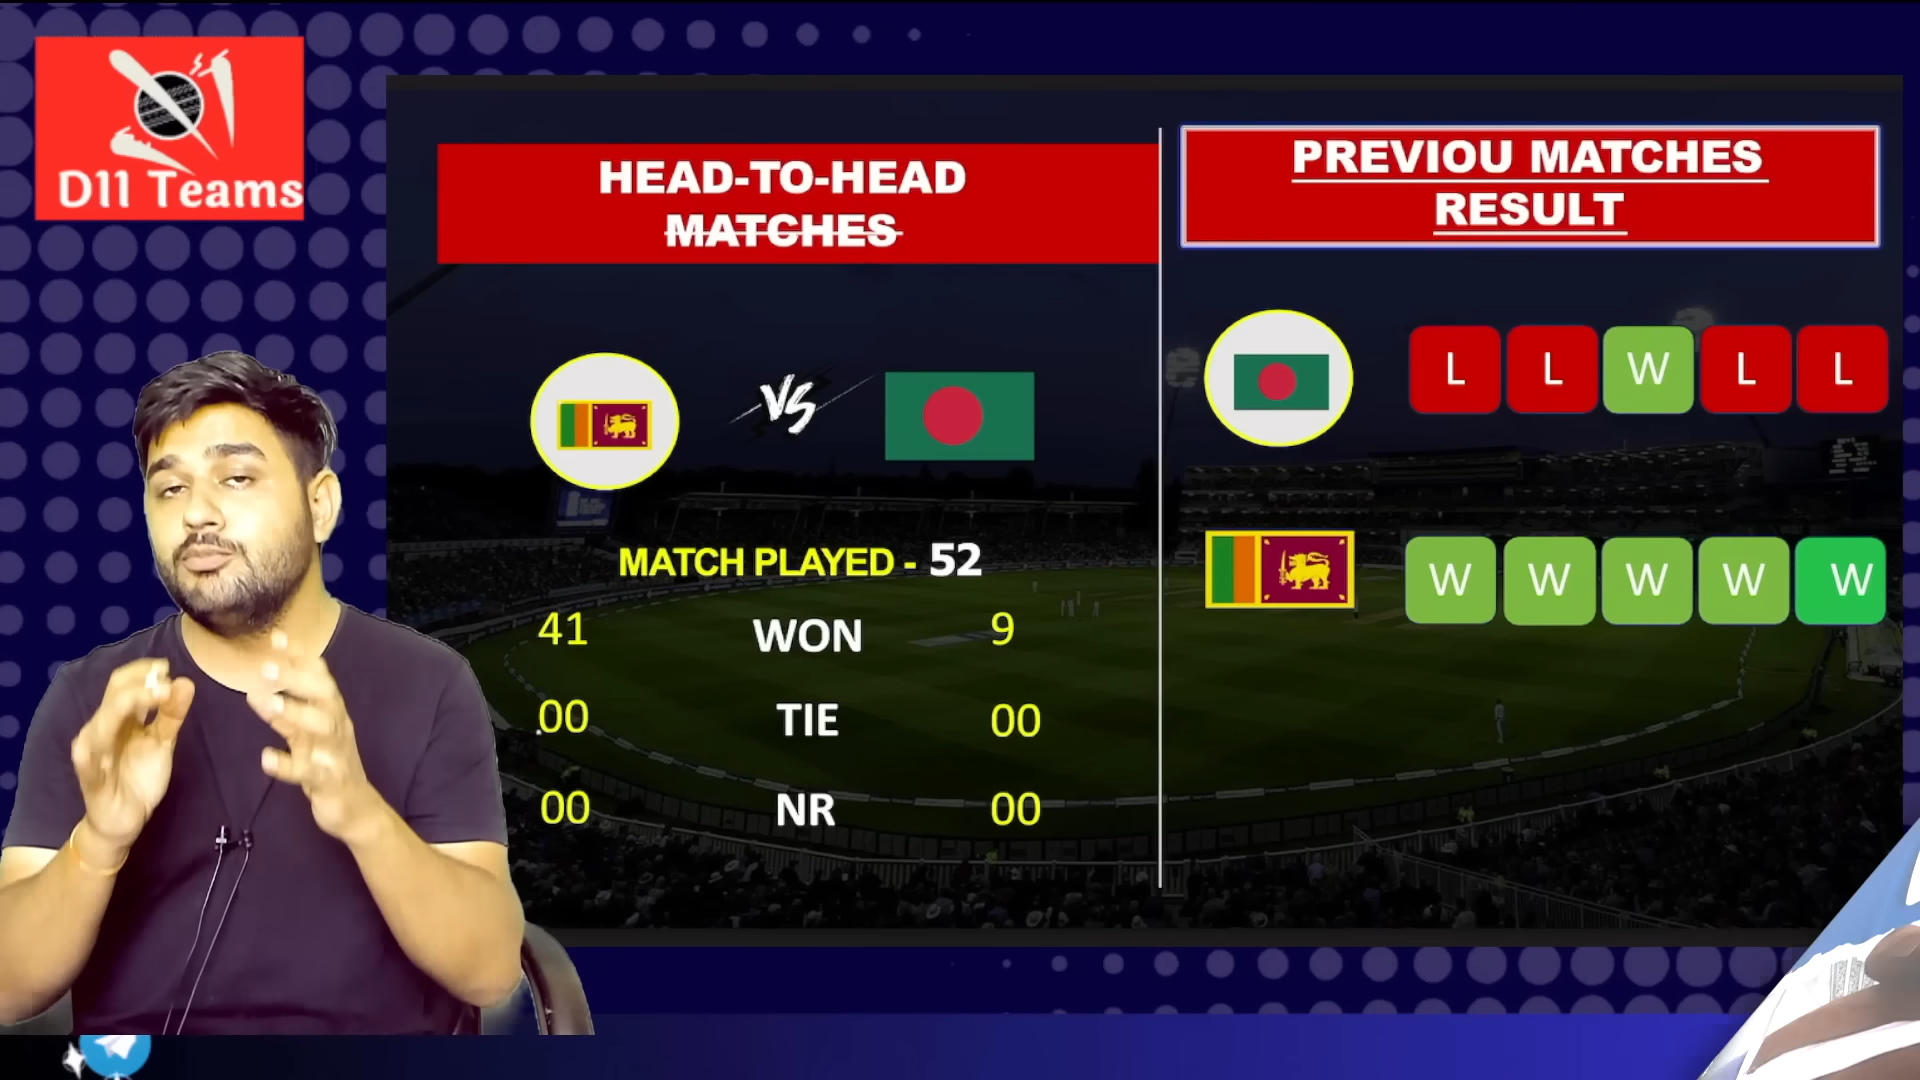 D11 Teams
HEAD-TO-HEAD
MATCHES
VS
MATCH PLAYED - 52
41 WON 9
00 TIE 00
00 NR 00
PREVIOU MATCHES
RESULT
L L W L L
W W W W W